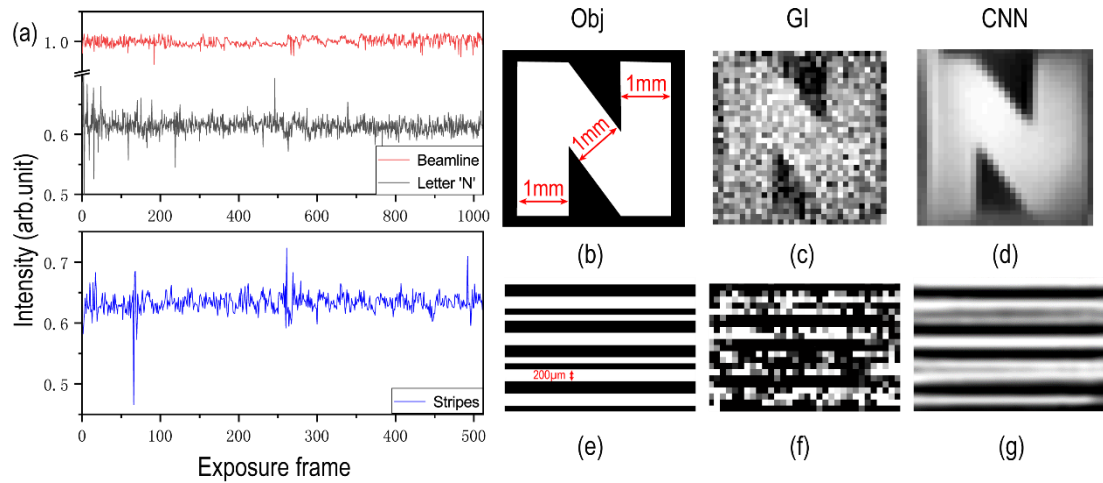 (a)
Intensity (arb.unit)
1.0
0.6
0.5
Beamline
Letter 'N'
0 200 400 600 800 1000
0.7
0.6
0.5
Stripes
0 100 200 300 400 500
Exposure frame
Obj GI CNN
1mm
1mm
1mm
(b) (c) (d)
200μm
(e) (f) (g)